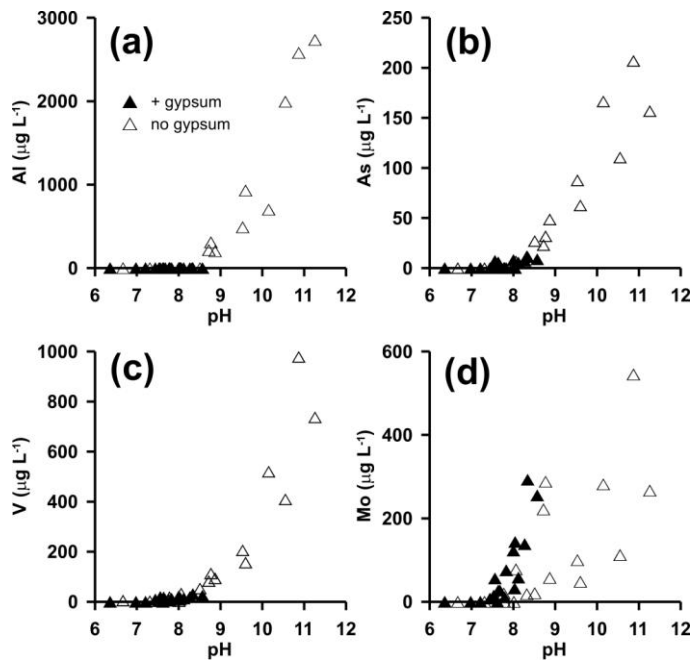 (a)
3000
2000
1000
0
Al (µg L⁻¹)
+ gypsum
no gypsum
6 7 8 9 10 11 12
pH
(b)
250
200
150
100
50
0
As (µg L⁻¹)
6 7 8 9 10 11 12
pH
(c)
1000
800
600
400
200
0
V (µg L⁻¹)
6 7 8 9 10 11 12
pH
(d)
600
400
200
0
Mo (µg L⁻¹)
6 7 8 9 10 11 12
pH